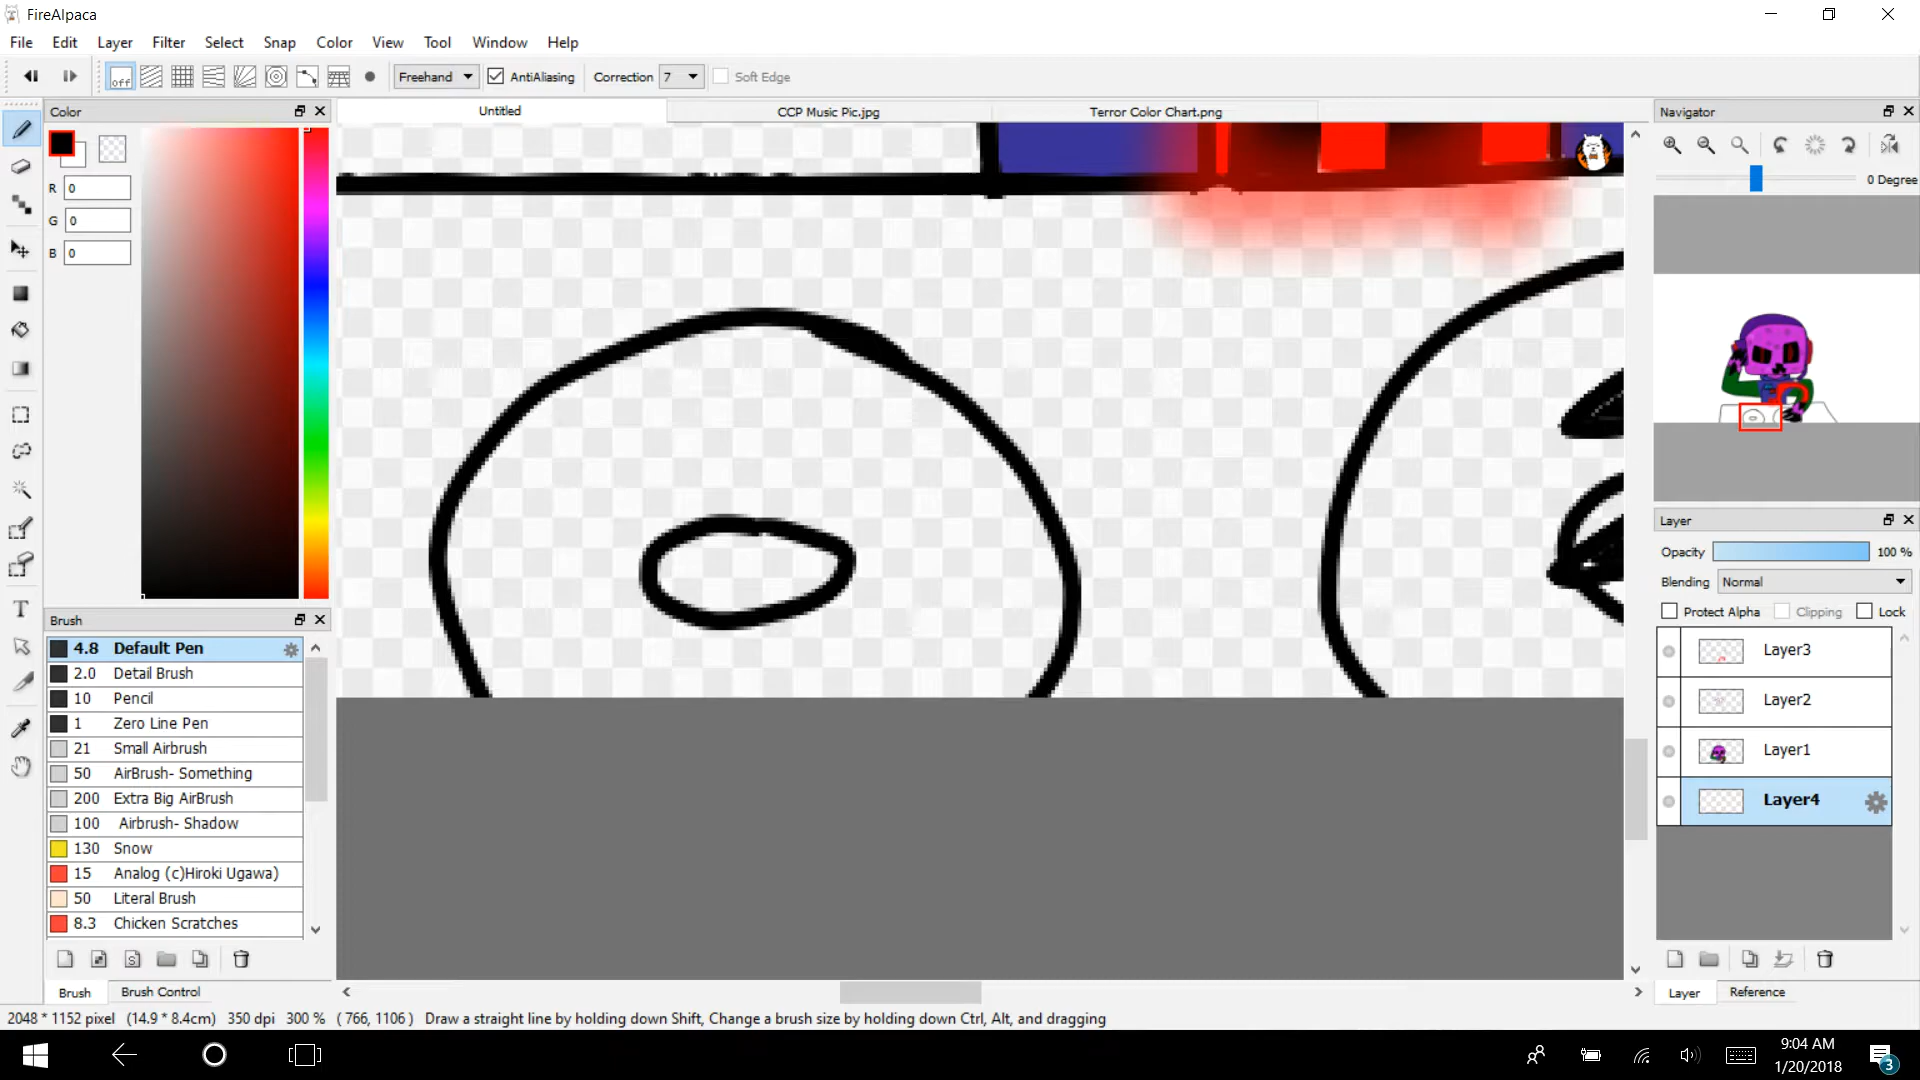 FireAlpaca
File Edit Layer Filter Select Snap Color View Tool Window Help
off Freehand AntiAliasing Correction 7 Soft Edge
Color
Untitled CCP Music Pic.jpg Terror Color Chart.png
Navigator
R 0
G 0
B 0
0 Degree
Layer
Opacity 100 %
Blending Normal
Protect Alpha Clipping Lock
Layer3
Layer2
Layer1
Layer4
T
Brush
4.8 Default Pen
2.0 Detail Brush
10 Pencil
1 Zero Line Pen
21 Small Airbrush
50 AirBrush- Something
200 Extra Big AirBrush
100 Airbrush- Shadow
130 Snow
15 Analog (c)Hiroki Ugawa)
50 Literal Brush
8.3 Chicken Scratches
S
Brush Brush Control
Layer Reference
2048 * 1152 pixel (14.9 * 8.4cm) 350 dpi 300 % ( 766, 1106 ) Draw a straight line by holding down Shift, Change a brush size by holding down Ctrl, Alt, and dragging
9:04 AM
1/20/2018
3